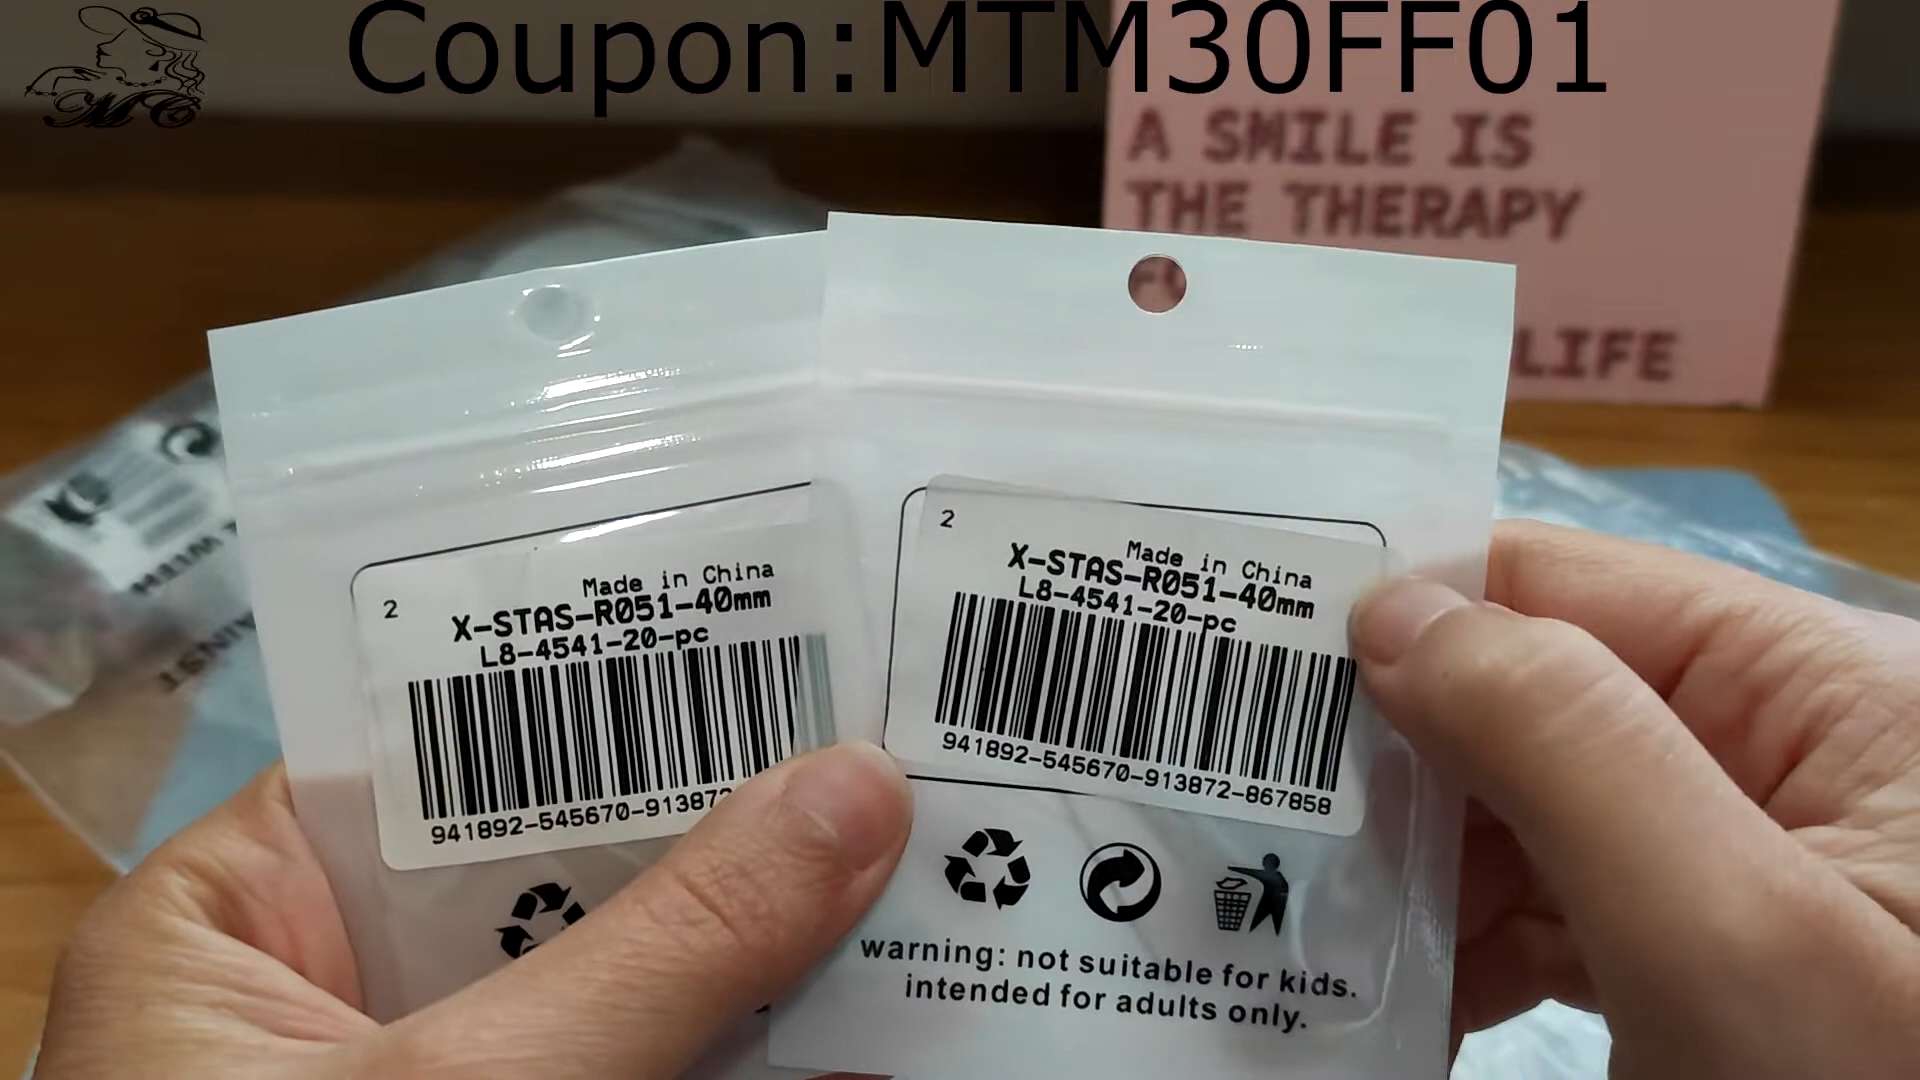 Coupon:MTM30FF01
MC
A SMILE IS
THE THERAPY
LIFE
2
Made in China
X-STAS-R051-40mm
L8-4541-20-pc
941892-545670-913872
2
Made in China
X-STAS-R051-40mm
L8-4541-20-pc
941892-545670-913872-867858
warning: not suitable for kids.
intended for adults only.